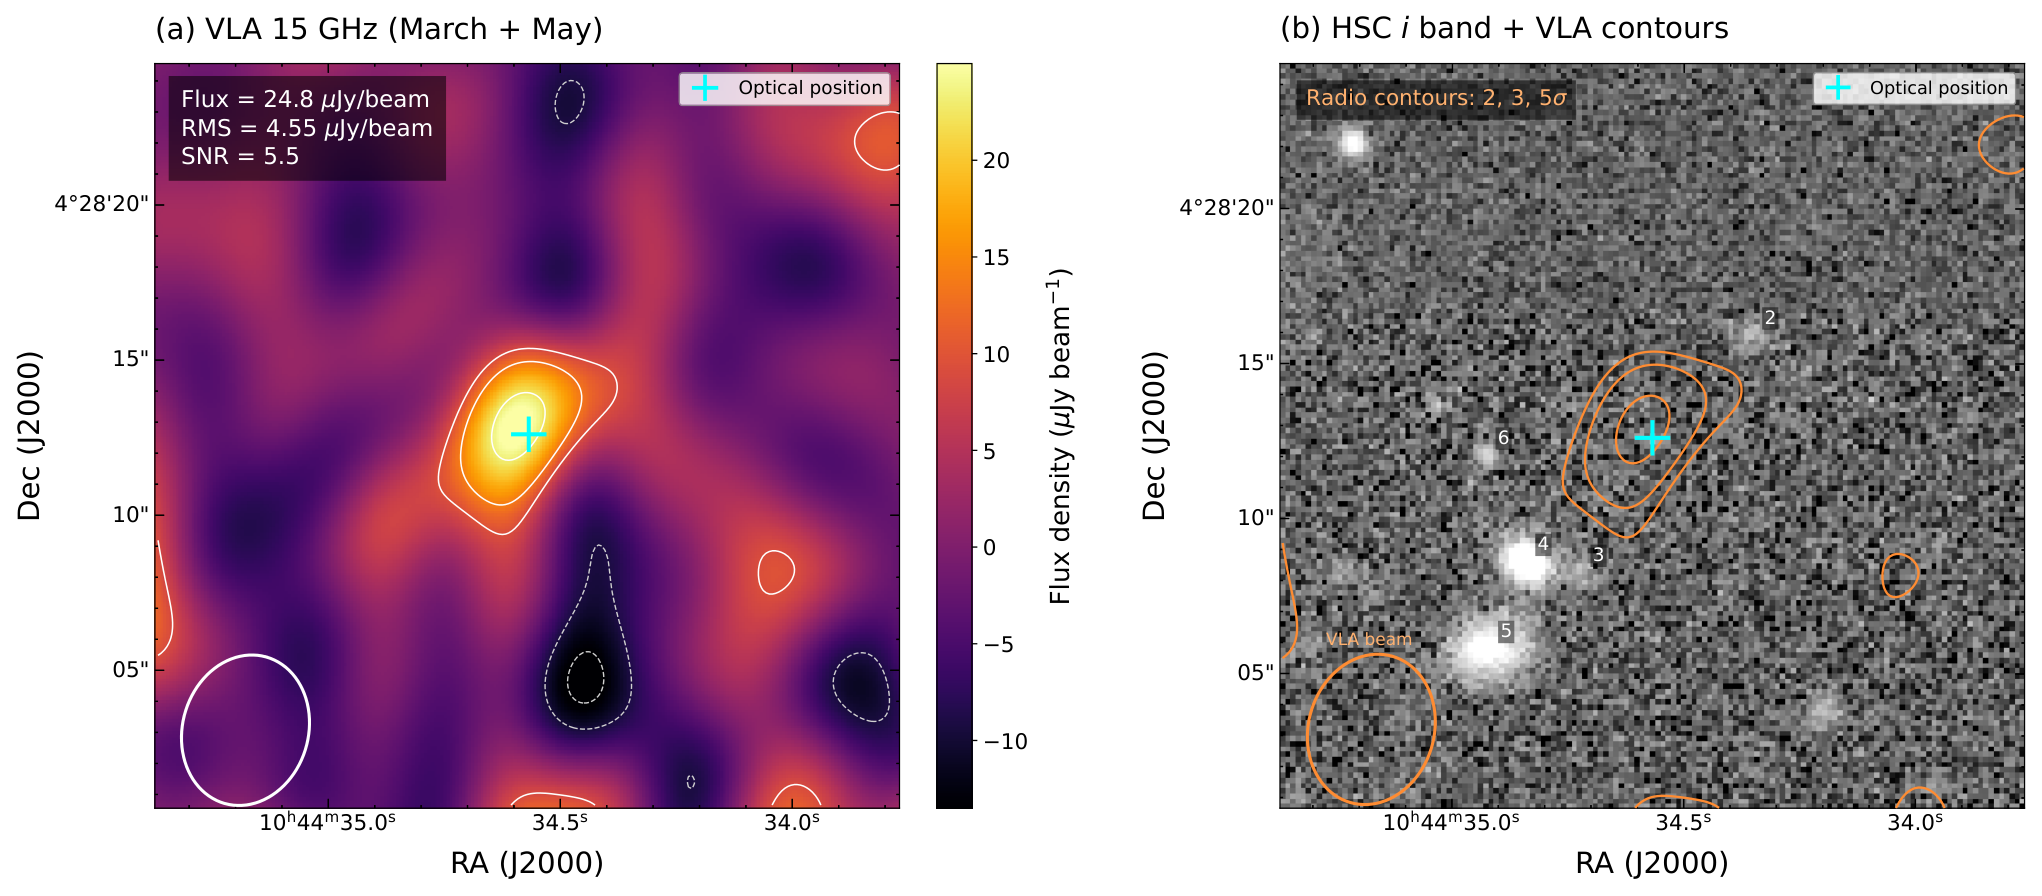 (a) VLA 15 GHz (March + May)
Flux = 24.8 μJy/beam
RMS = 4.55 μJy/beam
SNR = 5.5
Optical position
4°28'20"
15"
10"
05"
Dec (J2000)
10ʰ44ᵐ35.0ˢ
34.5ˢ
34.0ˢ
RA (J2000)
20
15
10
5
0
−5
−10
Flux density (μJy beam⁻¹)
(b) HSC i band + VLA contours
Radio contours: 2, 3, 5σ
Optical position
2
6
4
3
5
VLA beam
4°28'20"
15"
10"
05"
Dec (J2000)
10ʰ44ᵐ35.0ˢ
34.5ˢ
34.0ˢ
RA (J2000)